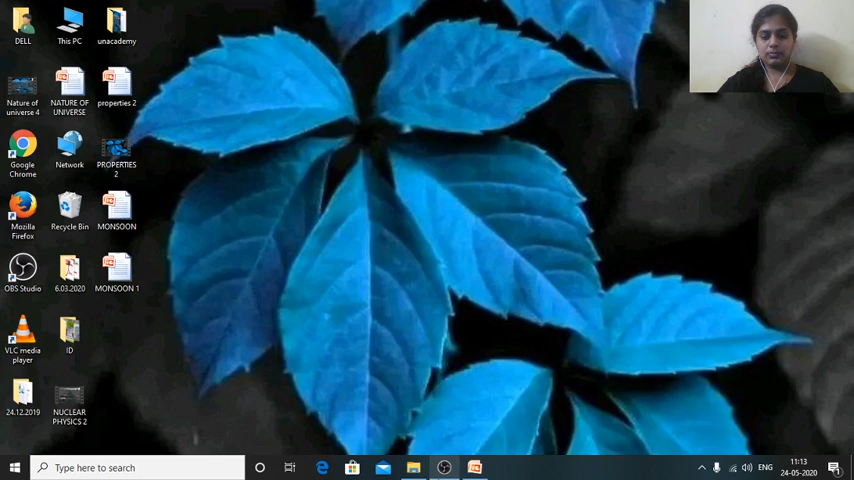 DELL
This PC
unacademy
Nature of
universe 4
NATURE OF
UNIVERSE
properties 2
Google
Chrome
Network
PROPERTIES
2
Mozilla
Firefox
Recycle Bin
MONSOON
OBS Studio
6.03.2020
MONSOON 1
VLC media
player
ID
24.12.2019
NUCLEAR
PHYSICS 2
Type here to search
ENG
11:13
24-05-2020